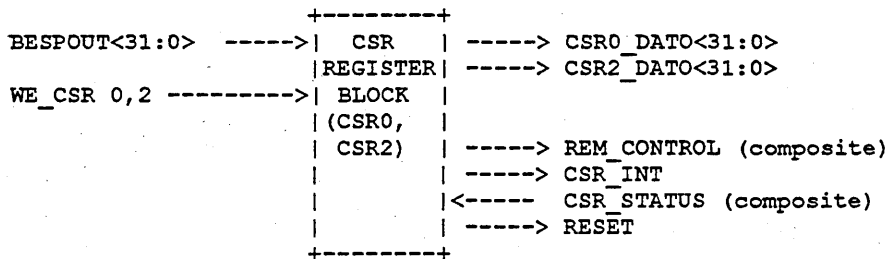 +---------+
BESPOUT<31:0>  ----->|   CSR   | -----> CSR0_DATO<31:0>
                     |REGISTER| -----> CSR2_DATO<31:0>
WE_CSR 0,2 --------->|  BLOCK  |
                     | (CSR0,  |
                     |  CSR2)  | -----> REM_CONTROL (composite)
                     |         | -----> CSR_INT
                     |         |<-----  CSR_STATUS (composite)
                     |         | -----> RESET
                     +---------+